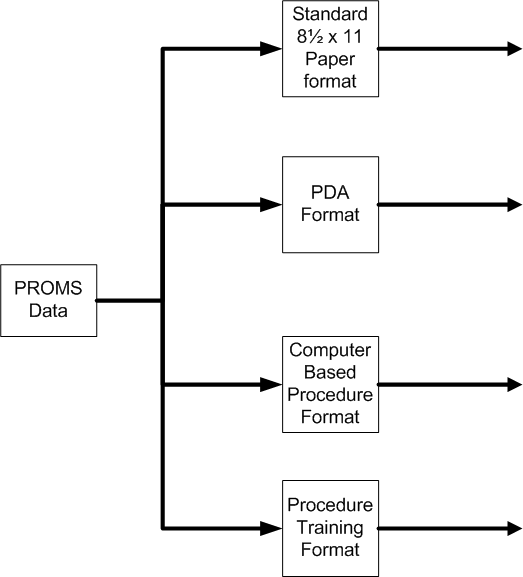 Standard
8½ x 11
Paper
format
PDA
Format
PROMS
Data
Computer
Based
Procedure
Format
Procedure
Training
Format